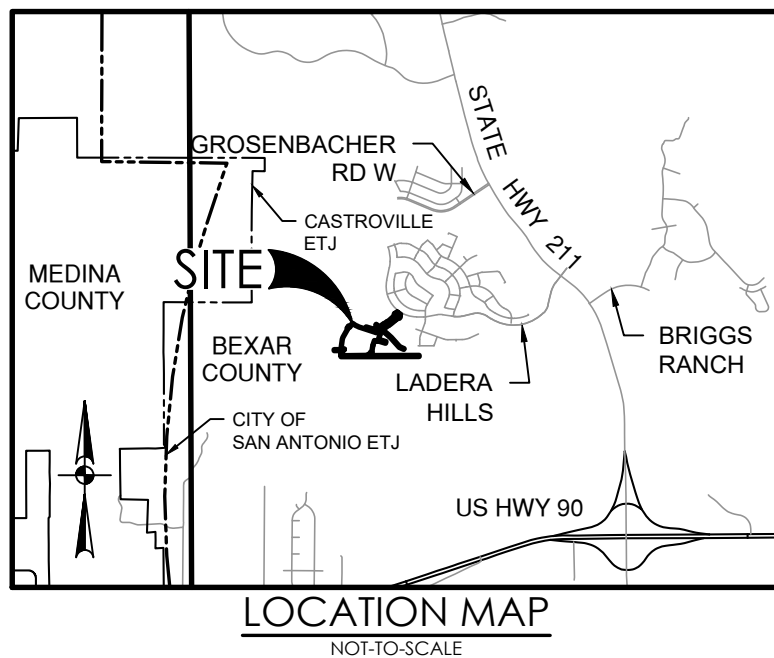 STATE HWY 211
GROSENBACHER
RD W
CASTROVILLE
ETJ
SITE
MEDINA
COUNTY
BEXAR
COUNTY
BRIGGS
RANCH
LADERA
HILLS
CITY OF
SAN ANTONIO ETJ
US HWY 90
LOCATION MAP
NOT-TO-SCALE